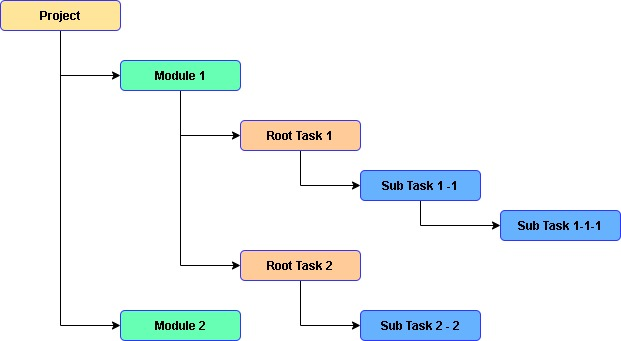 Project
Module 1
Root Task 1
Sub Task 1 -1
Sub Task 1-1-1
Root Task 2
Module 2
Sub Task 2 - 2